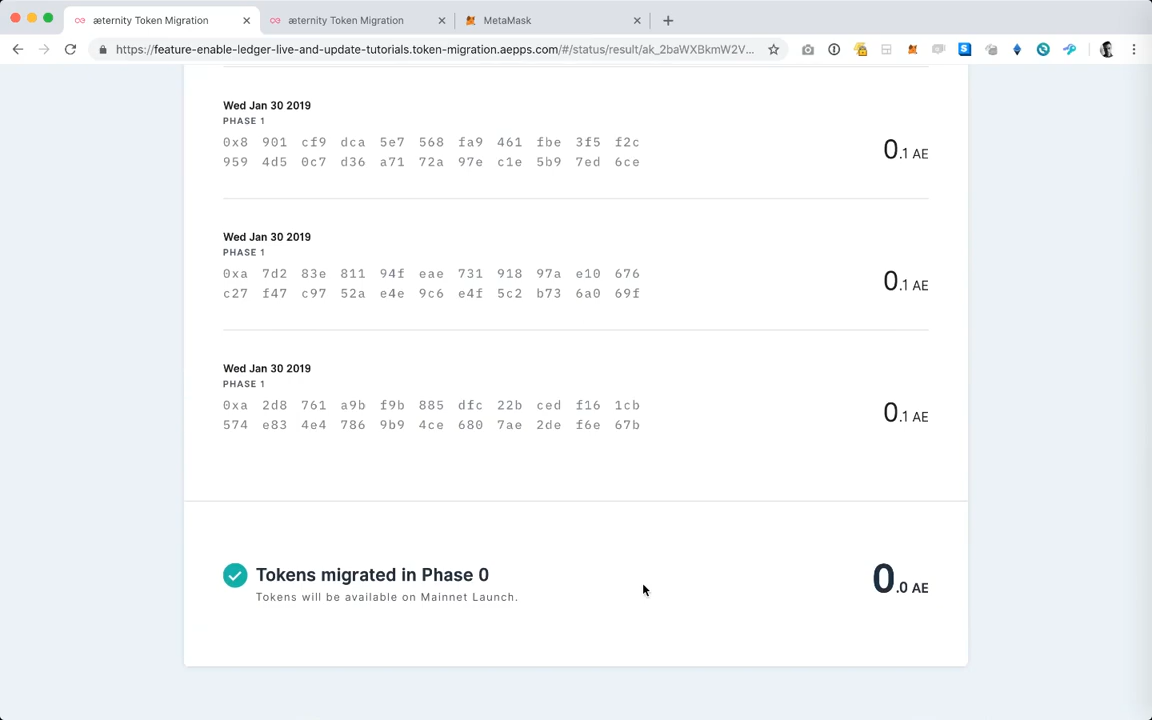 æternity Token Migration
æternity Token Migration
MetaMask
https://feature-enable-ledger-live-and-update-tutorials.token-migration.aepps.com/#/status/result/ak_2baWXBkmW2V...
Wed Jan 30 2019
PHASE 1
0x8 901 cf9 dca 5e7 568 fa9 461 fbe 3f5 f2c
959 4d5 0c7 d36 a71 72a 97e c1e 5b9 7ed 6ce
0.1 AE
Wed Jan 30 2019
PHASE 1
0xa 7d2 83e 811 94f eae 731 918 97a e10 676
c27 f47 c97 52a e4e 9c6 e4f 5c2 b73 6a0 69f
0.1 AE
Wed Jan 30 2019
PHASE 1
0xa 2d8 761 a9b f9b 885 dfc 22b ced f16 1cb
574 e83 4e4 786 9b9 4ce 680 7ae 2de f6e 67b
0.1 AE
Tokens migrated in Phase 0
Tokens will be available on Mainnet Launch.
0.0 AE